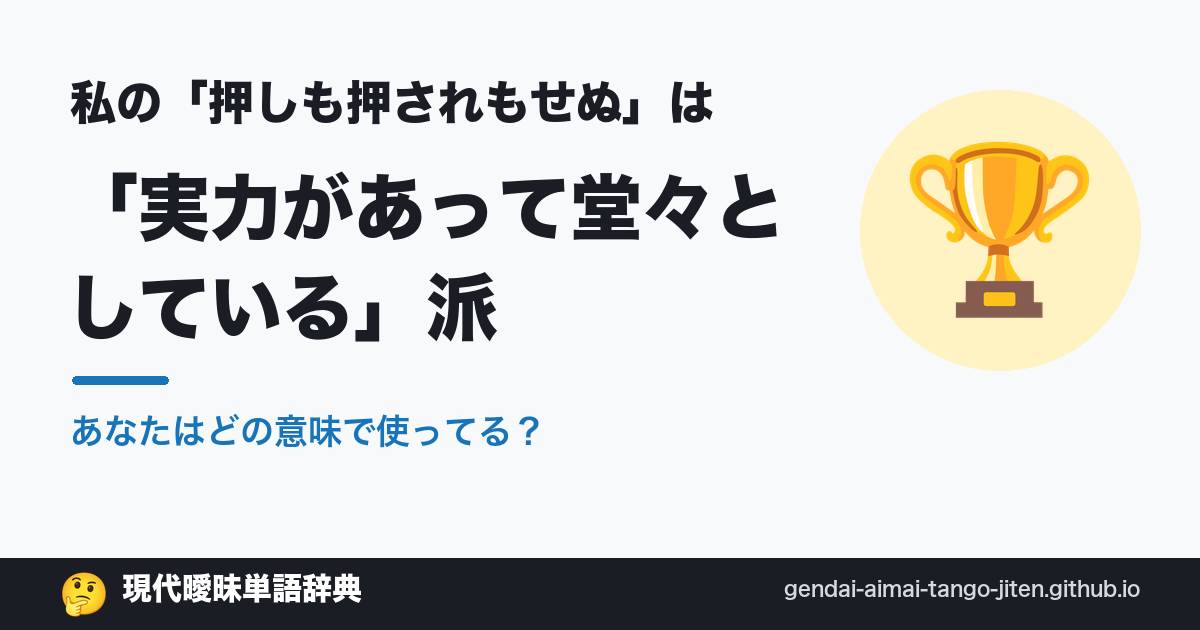 私の「押しも押されもせぬ」は
「実力があって堂々と
している」派
あなたはどの意味で使ってる？
現代曖昧単語辞典
gendai-aimai-tango-jiten.github.io